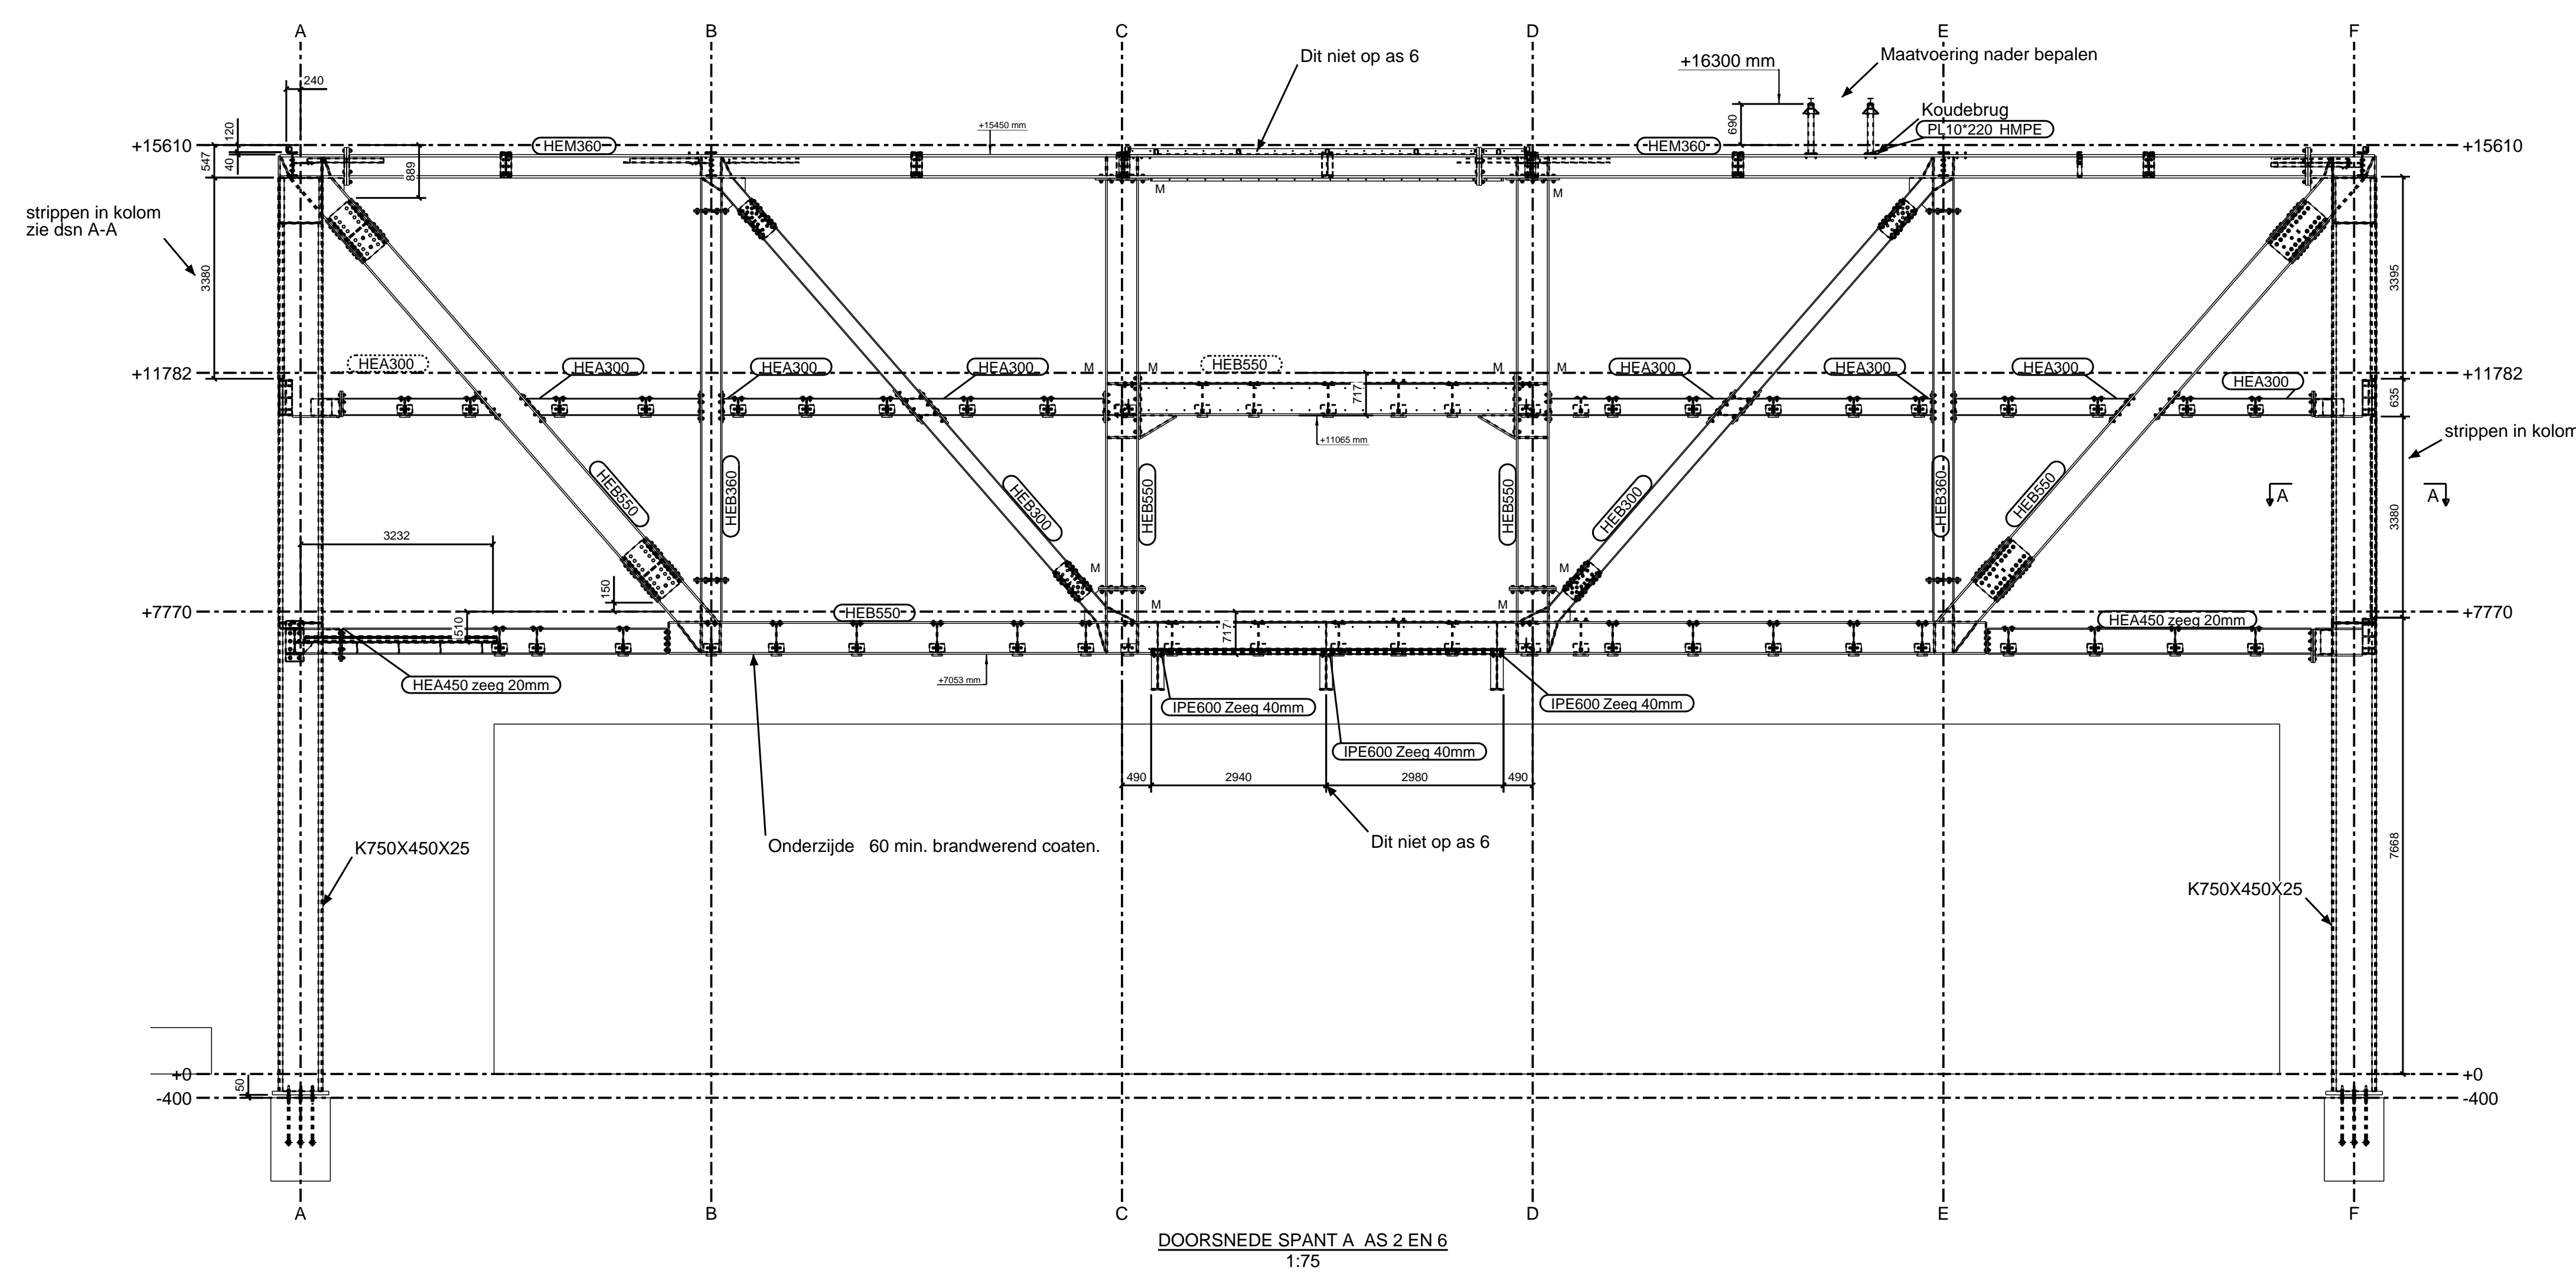 A
B
C
D
E
F
Dit niet op as 6
+16300 mm
Maatvoering nader bepalen
240
Koudebrug
PL10*220 HMPE
120
690
+15450 mm
+15610
HEM360
HEM360
+15610
547
40
889
M
M
strippen in kolom
zie dsn A-A
3380
3395
HEA300
HEA300
HEA300
HEA300
M
M
HEB550
M
M
HEA300
HEA300
HEA300
HEA300
+11782
+11782
717
635
+11065 mm
strippen in kolom
HEB550
HEB360
HEB300
HEB550
HEB550
HEB300
HEB360
HEB550
A
A
3380
3232
M
M
150
M
M
+7770
HEB550
+7770
510
717
HEA450 zeeg 20mm
HEA450 zeeg 20mm
+7053 mm
IPE600 Zeeg 40mm
IPE600 Zeeg 40mm
IPE600 Zeeg 40mm
490
2940
2980
490
Onderzijde 60 min. brandwerend coaten.
Dit niet op as 6
K750X450X25
K750X450X25
7668
+0
+0
50
-400
-400
A
B
C
D
E
F
DOORSNEDE SPANT A AS 2 EN 6
1:75